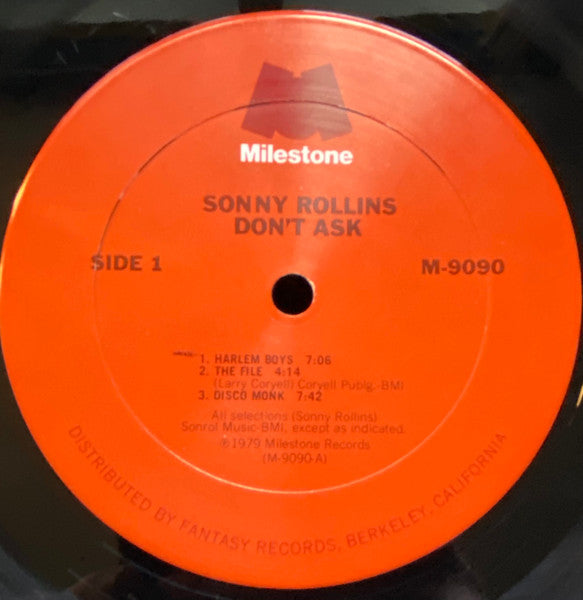 Milestone
SONNY ROLLINS
DON'T ASK
SIDE 1
M-9090
1. HARLEM BOYS 7:06
2. THE FILE 4:14
(Larry Coryell) Coryell Publg.-BMI
3. DISCO MONK 7:42
All selections (Sonny Rollins)
Sonrol Music-BMI, except as indicated.
℗1979 Milestone Records
(M-9090-A)
DISTRIBUTED BY FANTASY RECORDS, BERKELEY, CALIFORNIA